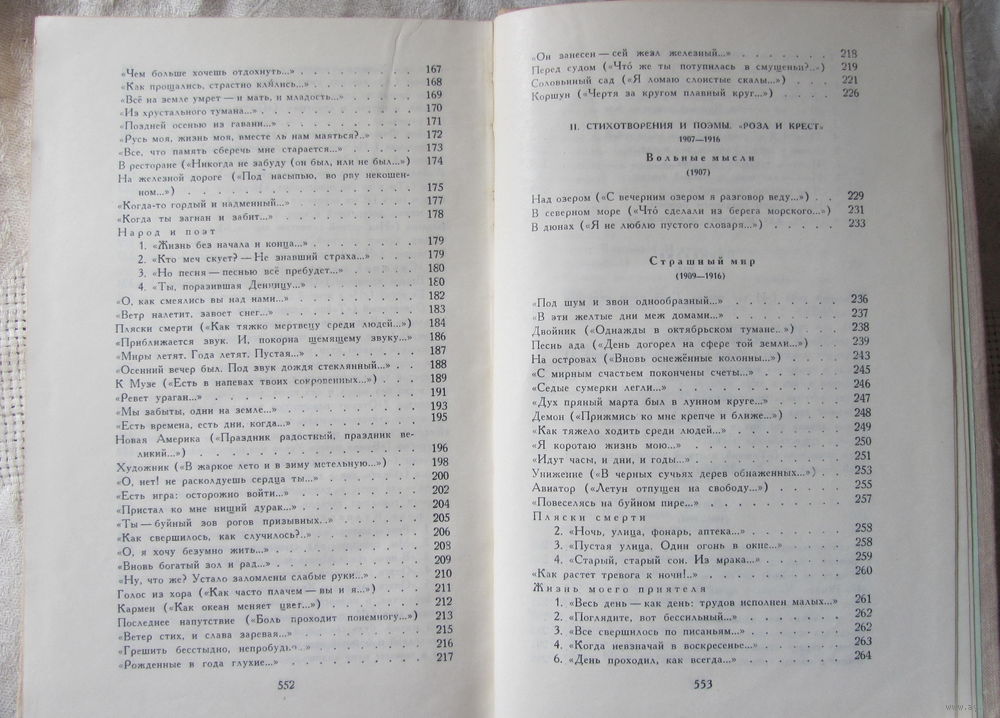 «Чем больше хочешь отдохнуть...» . . . . . . . . . 167
«Как прощались, страстно клялись...» . . . . . . . 168
«Всё на земле умрет — и мать, и младость...» . . . . 169
«Из хрустального тумана...» . . . . . . . . . . . 170
«Поздней осенью из гавани...» . . . . . . . . . . 171
«Русь моя, жизнь моя, вместе ль нам маяться?..» . . . 172
«Все, что память сберечь мне старается...» . . . . . 173
В ресторане («Никогда не забуду (он был, или не был...») 174
На железной дороге («Под насыпью, во рву некошен-
ном...») . . . . . . . . . . . . . . . . . 175
«Когда-то гордый и надменный...» . . . . . . . . . 177
«Когда ты загнан и забит...» . . . . . . . . . . . 178
Народ и поэт
1. «Жизнь без начала и конца...» . . . . . . . . 179
2. «Кто меч скует? — Не знавший страха...» . . . . 179
3. «Но песня — песнью всё пребудет...» . . . . . . 180
4. «Ты, поразившая Денницу...» . . . . . . . . . 180
«О, как смеялись вы над нами...» . . . . . . . . . 182
«Ветр налетит, завоет снег...» . . . . . . . . . . 183
Пляски смерти («Как тяжко мертвецу среди людей...») 184
«Приближается звук. И, покорна щемящему звуку...» . . 186
«Миры летят. Года летят. Пустая...» . . . . . . . . 187
«Осенний вечер был. Под звук дождя стеклянный...» . . 188
К Музе («Есть в напевах твоих сокровенных...») . . . 189
«Ревет ураган...» . . . . . . . . . . . . . . . 191
«Мы забыты, одни на земле...» . . . . . . . . . . 193
«Есть времена, есть дни, когда...» . . . . . . . . . 195
Новая Америка («Праздник радостный, праздник ве-
ликий...») . . . . . . . . . . . . . . . . . 196
Художник («В жаркое лето и в зиму метельную...») . . 198
«О, нет! не расколдуешь сердца ты...» . . . . . . . 200
«Есть игра: осторожно войти...» . . . . . . . . . . 202
«Пристал ко мне нищий дурак...» . . . . . . . . . 204
«Ты — буйный зов рогов призывных...» . . . . . . . 205
«Как свершилось, как случилось?..» . . . . . . . . 206
«О, я хочу безумно жить...» . . . . . . . . . . . 208
«Вновь богатый зол и рад...» . . . . . . . . . . . 209
«Ну, что же? Устало заломлены слабые руки...» . . . . 210
Голос из хора («Как часто плачем — вы и я...») . . . . 211
Кармен («Как океан меняет цвет...») . . . . . . . . 212
Последнее напутствие («Боль проходит понемногу...») 213
«Ветер стих, и слава заревая...» . . . . . . . . . . 215
«Грешить бесстыдно, непробудно...» . . . . . . . . 216
«Рожденные в года глухие...» . . . . . . . . . . . 217
552
«Он занесен — сей жезл железный...» . . . . . . . . 218
Перед судом («Что́ же ты потупилась в смущеньи?..») 219
Соловьиный сад («Я ломаю слоистые скалы...») . . . . 221
Коршун («Чертя за кругом плавный круг...») . . . . . 226
II. СТИХОТВОРЕНИЯ И ПОЭМЫ. «РОЗА И КРЕСТ»
1907—1916
Вольные мысли
(1907)
Над озером («С вечерним озером я разговор веду...») . . 229
В северном море («Что́ сделали из берега морского...») 231
В дюнах («Я не люблю пустого словаря...») . . . . . 233
Страшный мир
(1909—1916)
«Под шум и звон однообразный...» . . . . . . . . . 236
«В эти желтые дни меж домами...» . . . . . . . . . 237
Двойник («Однажды в октябрьском тумане..») . . . . 238
Песнь ада («День догорел на сфере той земли...») . . . 239
На островах («Вновь оснежённые колонны...») . . . . 243
«С мирным счастьем покончены счеты...» . . . . . . 245
«Седые сумерки легли...» . . . . . . . . . . . . 246
«Дух пряный марта был в лунном круге...» . . . . . . 247
Демон («Прижмись ко мне крепче и ближе...») . . . . 248
«Как тяжело ходить среди людей...» . . . . . . . . 249
«Я коротаю жизнь мою...» . . . . . . . . . . . . 250
«Идут часы, и дни, и годы...» . . . . . . . . . . . 251
Унижение («В черных сучьях дерев обнаженных...») . . 253
Авиатор («Летун отпущен на свободу...») . . . . . . 255
«Повеселясь на буйном пире...» . . . . . . . . . . 257
Пляски смерти
2. «Ночь, улица, фонарь, аптека...» . . . . . . . . 258
3. «Пустая улица. Один огонь в окне...» . . . . . . 258
4. «Старый, старый сон. Из мрака...» . . . . . . . 259
«Как растет тревога к ночи!..» . . . . . . . . . . . 260
Жизнь моего приятеля
1. «Весь день — как день: трудов исполнен малых...» . 261
2. «Поглядите, вот бессильный...» . . . . . . . . 262
3. «Все свершилось по писаньям...» . . . . . . . . 262
4. «Когда невзначай в воскресенье...» . . . . . . . 263
6. «День проходил, как всегда...» . . . . . . . . . 264
553